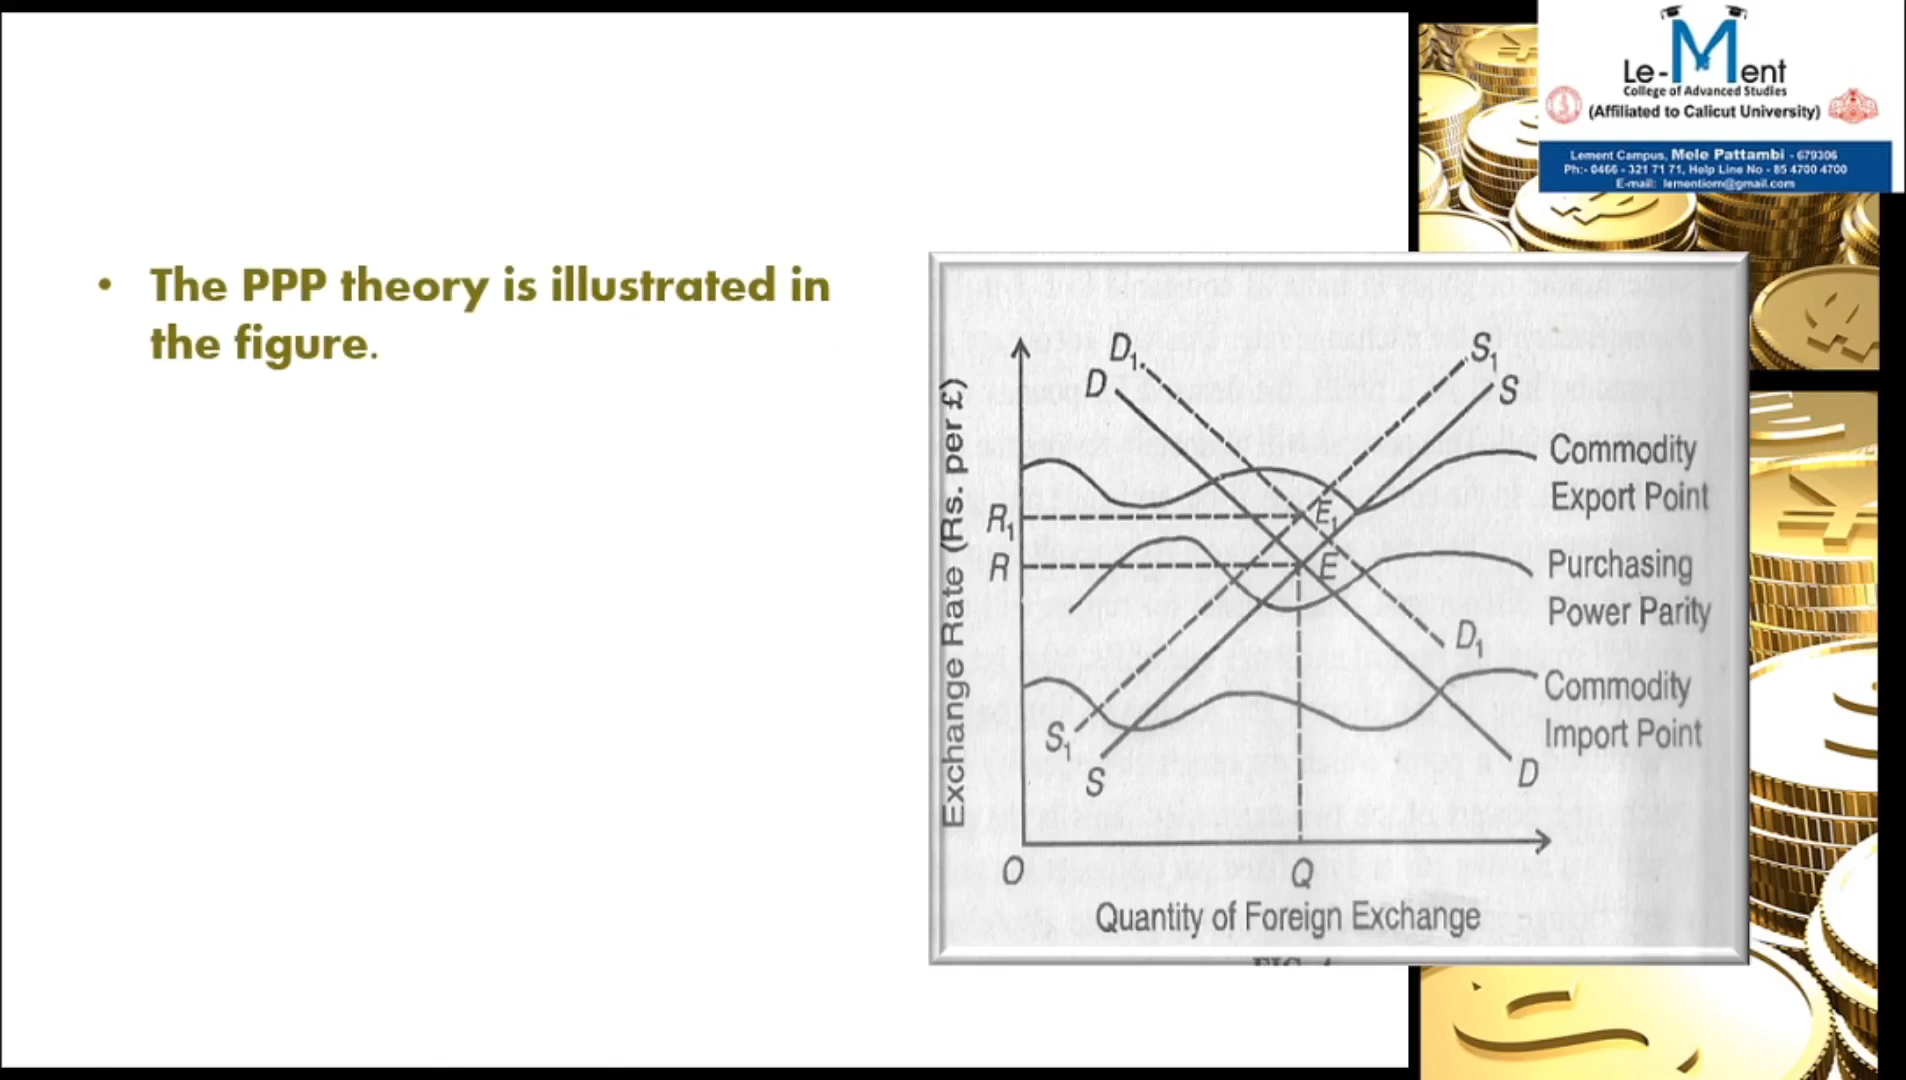 Le-Ment
College of Advanced Studies
(Affiliated to Calicut University)
Lement Campus, Mele Pattambi - 679306
Ph:- 0466 - 321 71 71, Help Line No - 85 4700 4700
E-mail: lementiom@gmail.com
• The PPP theory is illustrated in
the figure.
D1
D
S1
S
Commodity
Export Point
R1
E1
R
E
Purchasing
Power Parity
D1
Commodity
Import Point
S1
S
D
Exchange Rate (Rs. per £)
O
Q
Quantity of Foreign Exchange